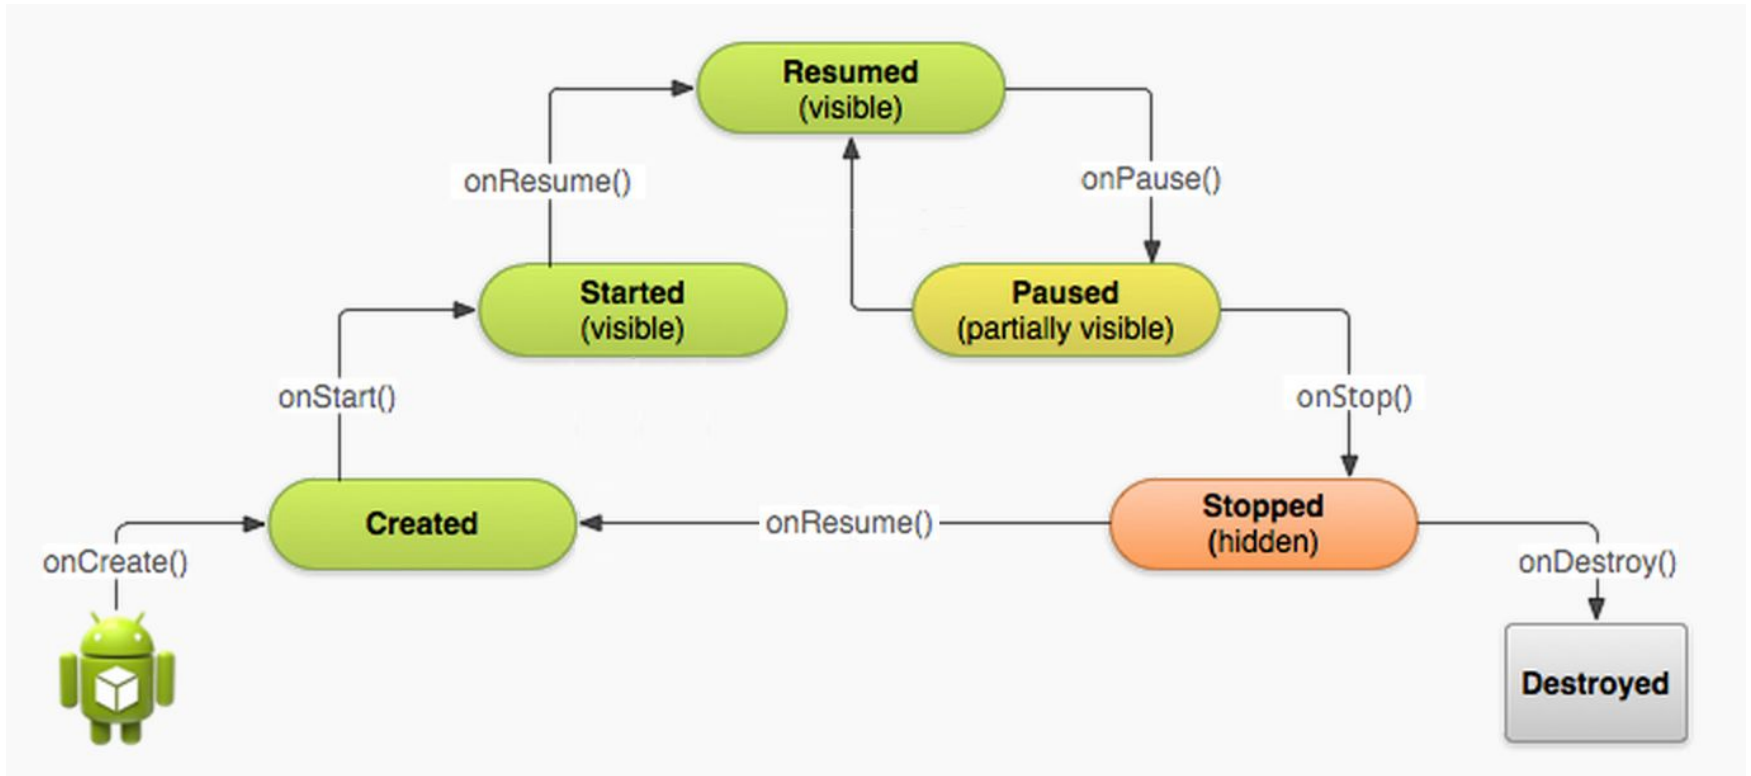 Resumed
(visible)
onResume()
onPause()
Started
(visible)
Paused
(partially visible)
onStart()
onStop()
Created
onResume()
Stopped
(hidden)
onCreate()
onDestroy()
Destroyed